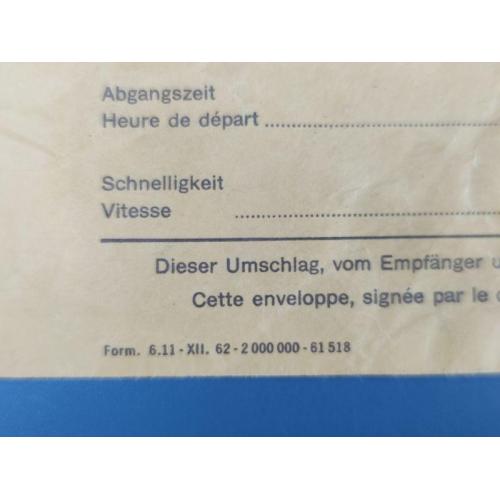 Abgangszeit
Heure de départ ................................
Schnelligkeit
Vitesse ....................................
Dieser Umschlag, vom Empfänger
Cette enveloppe, signée par le
Form. 6.11 - XII. 62 - 2 000 000 - 61 518